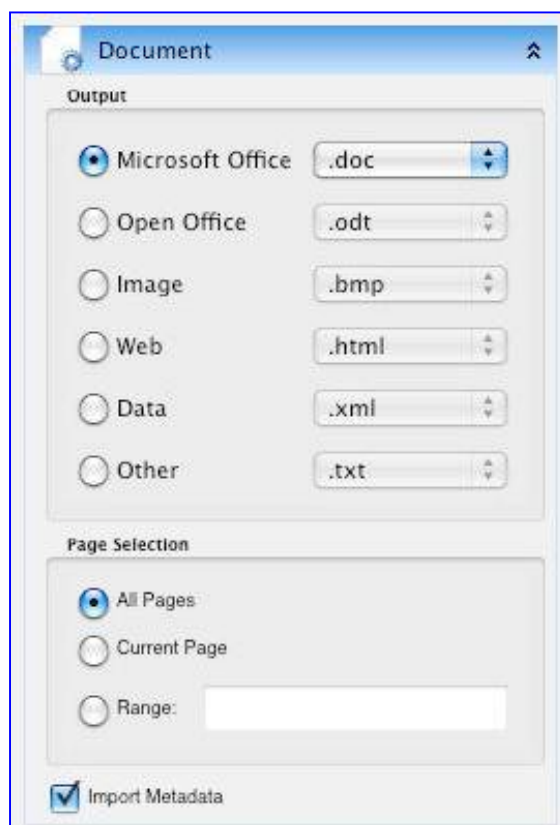 Document
Output
Microsoft Office .doc
Open Office .odt
Image .bmp
Web .html
Data .xml
Other .txt
Page Selection
All Pages
Current Page
Range:
Import Metadata